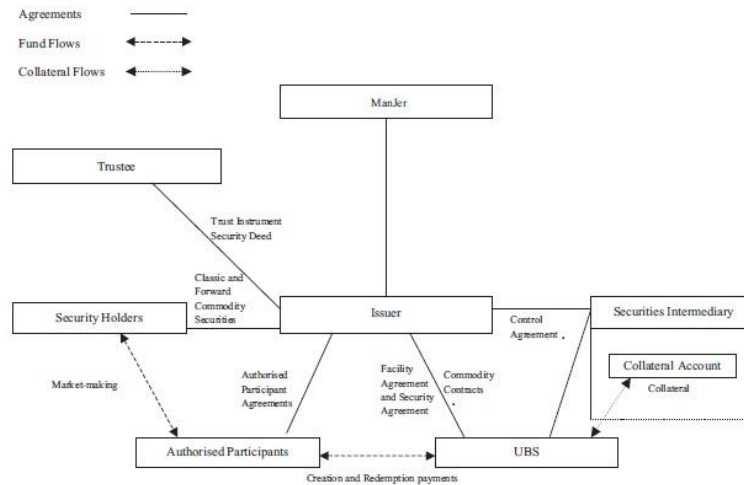 Agreements
Fund Flows
Collateral Flows
ManJer
Trustee
Trust Instrument
Security Deed
Classic and
Forward
Commodity
Securities
Security Holders
Issuer
Securities Intermediary
Control
Agreement
Collateral Account
Collateral
Market-making
Authorised
Participant
Agreements
Facility
Agreement
and Security
Agreement
Commodity
Contracts
Authorised Participants
UBS
Creation and Redemption payments